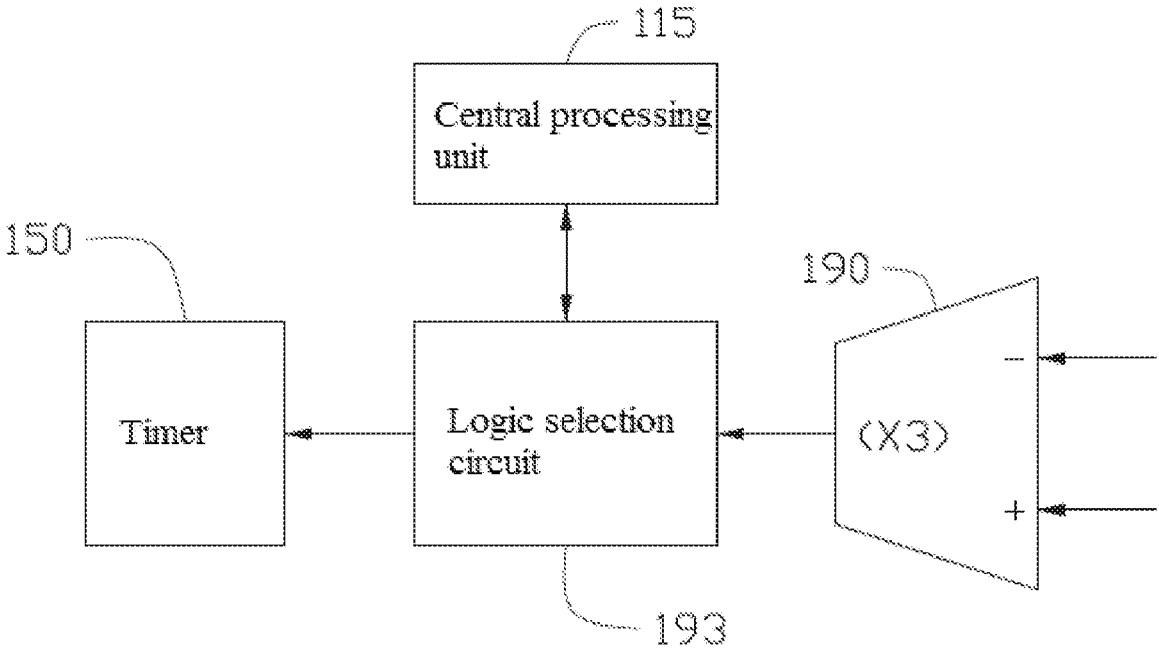 115
Central processing
unit
150
190
Timer
Logic selection
circuit
(X3)
−
+
193